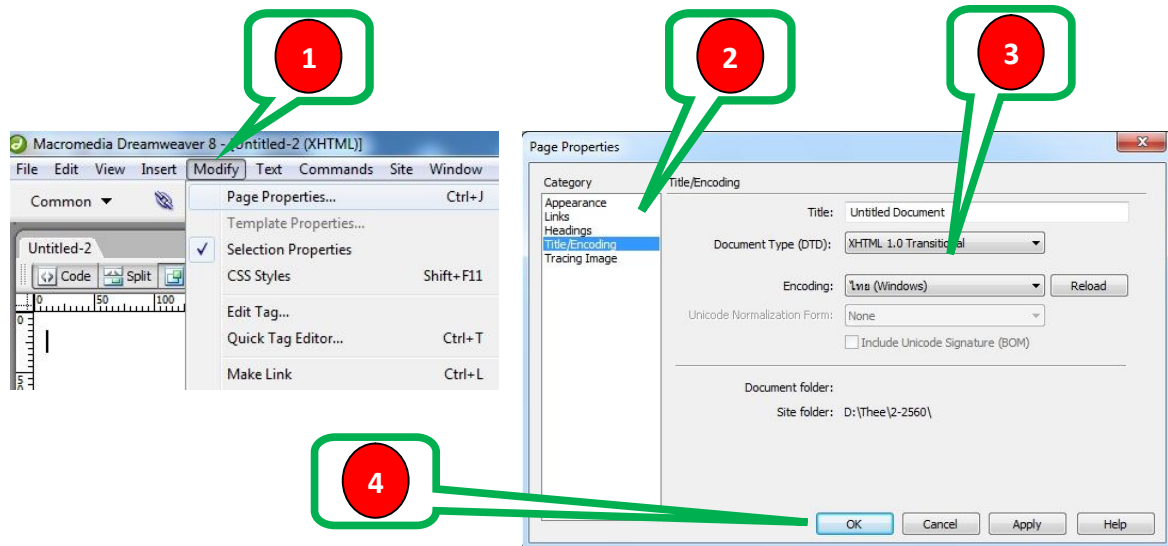 1
2
3
Macromedia Dreamweaver 8 - [Untitled-2 (XHTML)]
File Edit View Insert Modify Text Commands Site Window
Common
Page Properties... Ctrl+J
Template Properties...
Untitled-2
Selection Properties
Code Split
CSS Styles Shift+F11
0 50 100
Edit Tag...
0
Quick Tag Editor... Ctrl+T
Make Link Ctrl+L
5
Page Properties
Category
Appearance
Links
Headings
Title/Encoding
Tracing Image
Title/Encoding
Title: Untitled Document
Document Type (DTD): XHTML 1.0 Transitional
Encoding: ไทย (Windows) Reload
Unicode Normalization Form: None
Include Unicode Signature (BOM)
Document folder:
Site folder: D:\Thee\2-2560\
4
OK Cancel Apply Help